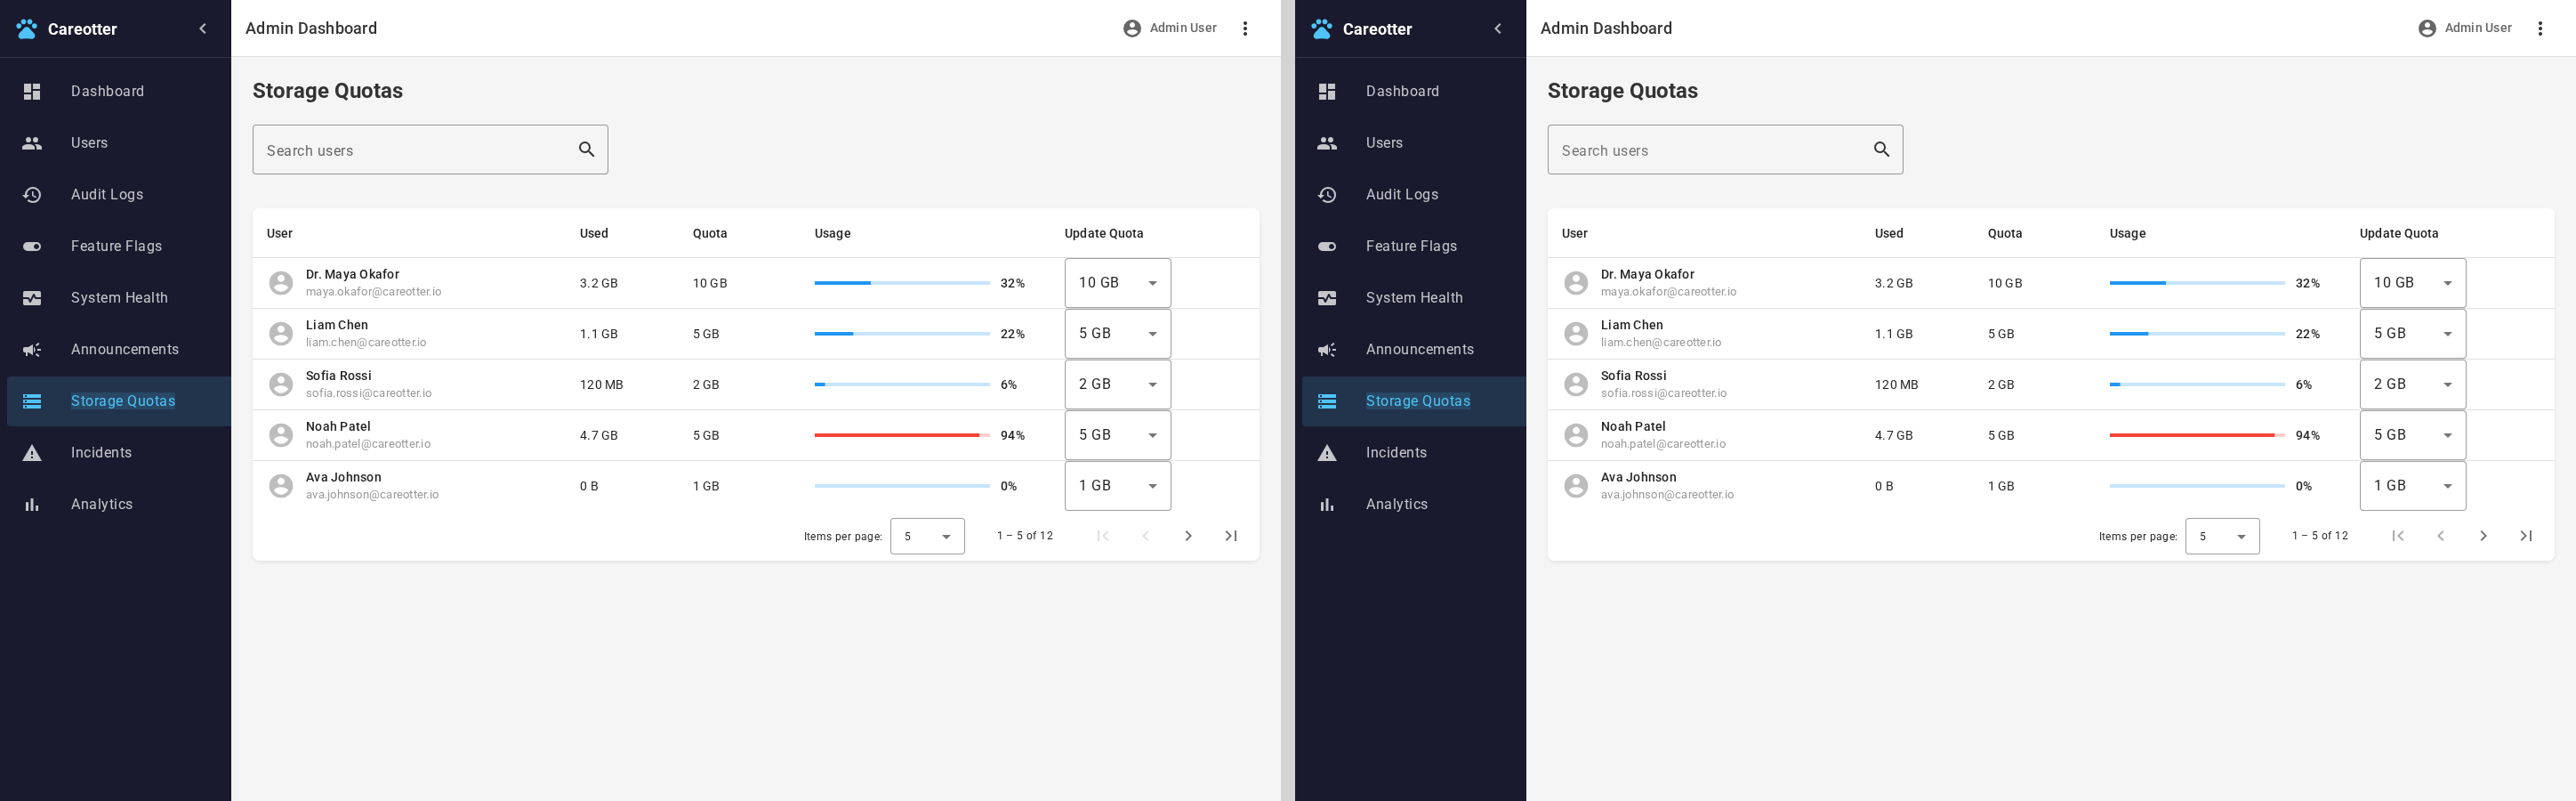 Careotter
Dashboard
Users
Audit Logs
Feature Flags
System Health
Announcements
Storage Quotas
Incidents
Analytics
Admin Dashboard
Admin User
Storage Quotas
Search users
User Used Quota Usage Update Quota
Dr. Maya Okafor
maya.okafor@careotter.io
3.2 GB 10 GB 32% 10 GB
Liam Chen
liam.chen@careotter.io
1.1 GB 5 GB 22% 5 GB
Sofia Rossi
sofia.rossi@careotter.io
120 MB 2 GB 6% 2 GB
Noah Patel
noah.patel@careotter.io
4.7 GB 5 GB 94% 5 GB
Ava Johnson
ava.johnson@careotter.io
0 B 1 GB 0% 1 GB
Items per page: 5 1 – 5 of 12
Careotter
Dashboard
Users
Audit Logs
Feature Flags
System Health
Announcements
Storage Quotas
Incidents
Analytics
Admin Dashboard
Admin User
Storage Quotas
Search users
User Used Quota Usage Update Quota
Dr. Maya Okafor
maya.okafor@careotter.io
3.2 GB 10 GB 32% 10 GB
Liam Chen
liam.chen@careotter.io
1.1 GB 5 GB 22% 5 GB
Sofia Rossi
sofia.rossi@careotter.io
120 MB 2 GB 6% 2 GB
Noah Patel
noah.patel@careotter.io
4.7 GB 5 GB 94% 5 GB
Ava Johnson
ava.johnson@careotter.io
0 B 1 GB 0% 1 GB
Items per page: 5 1 – 5 of 12